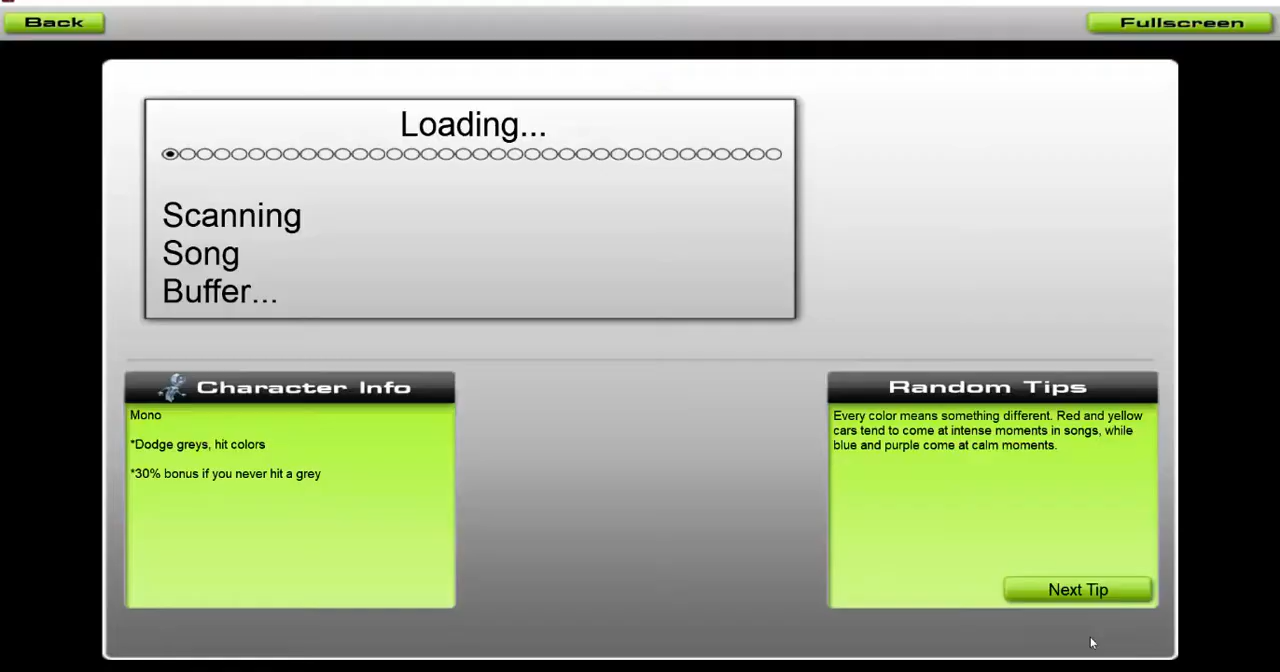 Back
Fullscreen
Loading...
Scanning
Song
Buffer...
Character Info
Mono
*Dodge greys, hit colors
*30% bonus if you never hit a grey
Random Tips
Every color means something different. Red and yellow
cars tend to come at intense moments in songs, while
blue and purple come at calm moments.
Next Tip